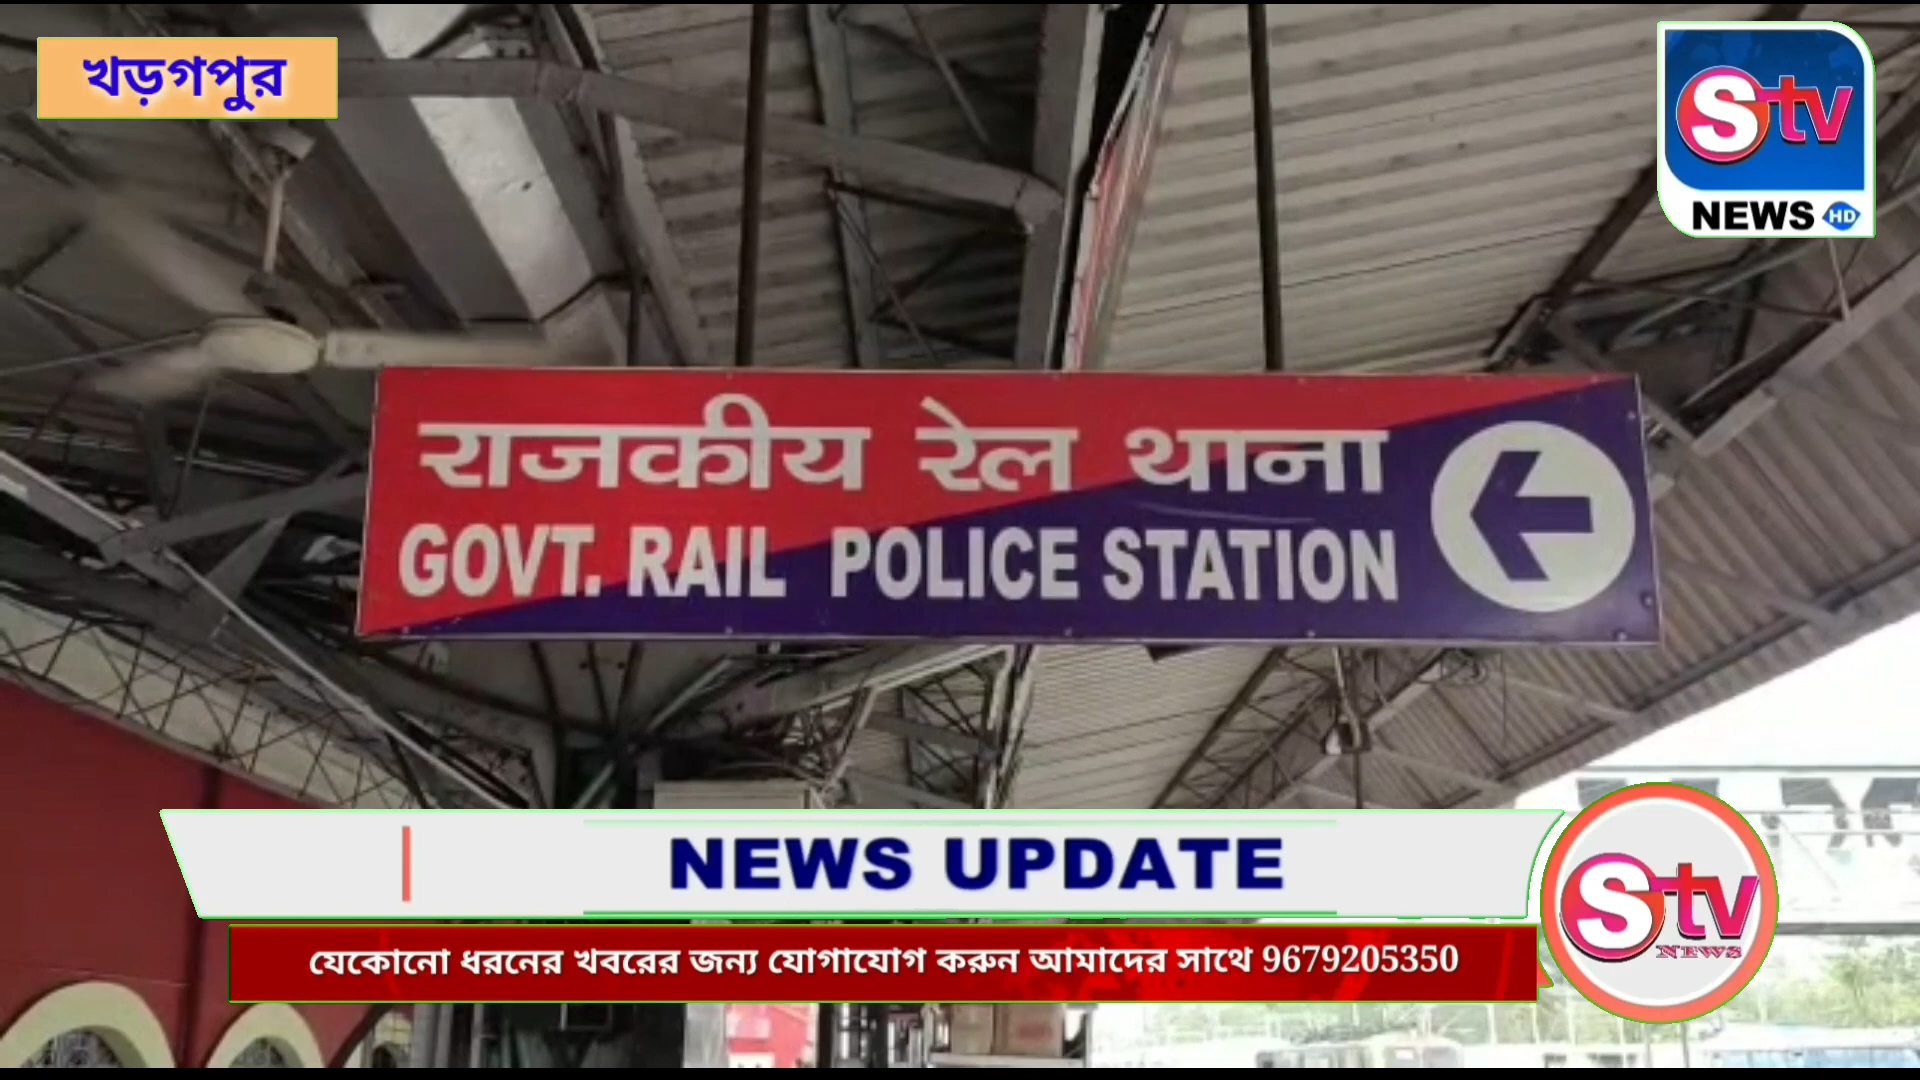 খড়গপুর
Stv
NEWS HD
राजकीय रेल थाना
GOVT. RAIL POLICE STATION
NEWS UPDATE
যেকোনো ধরনের খবরের জন্য যোগাযোগ করুন আমাদের সাথে 9679205350
Stv
NEWS